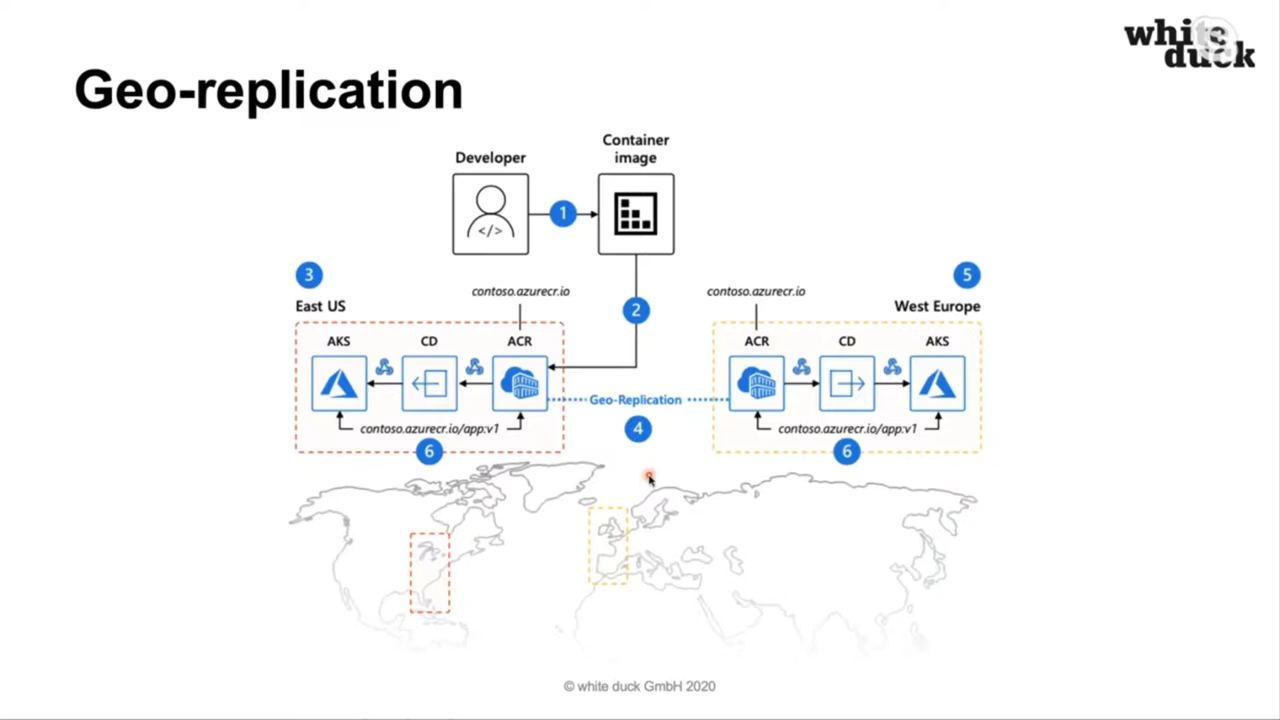 white
duck
Geo-replication
Container
image
Developer
</>
1
3
5
contoso.azurecr.io
2
contoso.azurecr.io
East US
West Europe
AKS
CD
ACR
ACR
CD
AKS
Geo-Replication
contoso.azurecr.io/app:v1
4
contoso.azurecr.io/app:v1
6
6
© white duck GmbH 2020